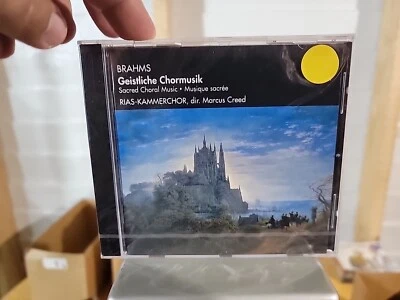 BRAHMS
Geistliche Chormusik
Sacred Choral Music • Musique sacrée
RIAS-KAMMERCHOR, dir. Marcus Creed